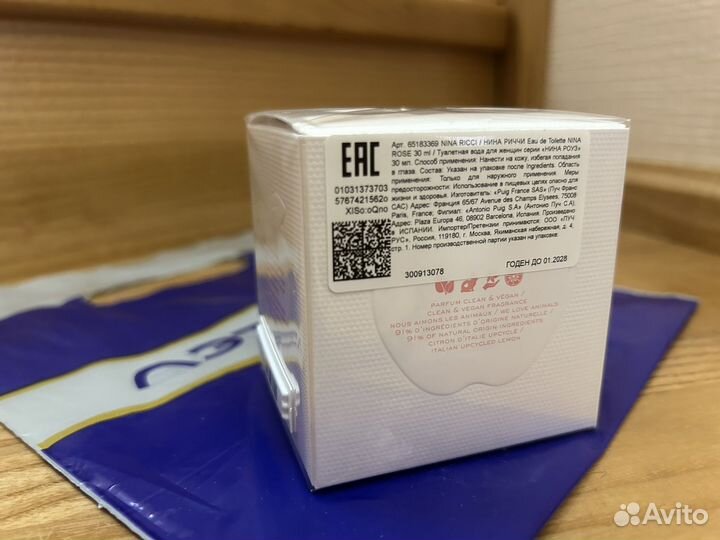 EAC
01031373703
5767421562o
XlSo:oQno
Арт. 65183369 NINA RICCI / НИНА РИЧЧИ Eau de Toilette NINA
ROSE 30 ml / Туалетная вода для женщин серии «НИНА РОУЗ»
30 мл. Способ применения: Нанести на кожу, избегая попадания
в глаза. Состав: Указан на упаковке после ingredients. Область
применения: Только для наружного применения Меры
предосторожности: Использование в пищевых целях опасно для
жизни и здоровья. Изготовитель: «Puig France SAS» (Пуч Франс
САС) Адрес: Франция 65/67 Avenue des Champs Elysees, 75008
Paris, France; Филиал: «Antonio Puig S.A» (Антонио Пуч С.А),
Адрес: Plaza Europa 46, 08902 Barcelona, Испания. Произведено
в ИСПАНИИ. Импортер/Претензии принимаются: ООО «ПУЧ
РУС», Россия, 119180, г. Москва, Якиманская набережная, д. 4,
стр. 1. Номер производственной партии указан на упаковке.
300913078
ГОДЕН ДО 01.2028
PARFUM CLEAN & VEGAN /
CLEAN & VEGAN FRAGRANCE
NOUS AIMONS LES ANIMAUX / WE LOVE ANIMALS
91% D'INGRÉDIENTS D'ORIGINE NATURELLE /
91% OF NATURAL ORIGIN INGREDIENTS
CITRON D'ITALIE UPCYCLÉ /
ITALIAN UPCYCLED LEMON
Avito